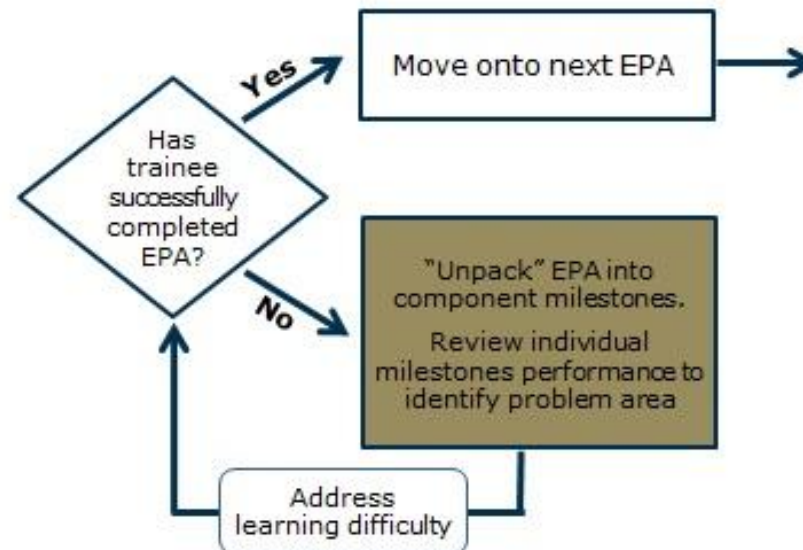 Has
trainee
successfully
completed
EPA?
Yes
Move onto next EPA
No
“Unpack” EPA into
component milestones.
Review individual
milestones performance to
identify problem area
Address
learning difficulty